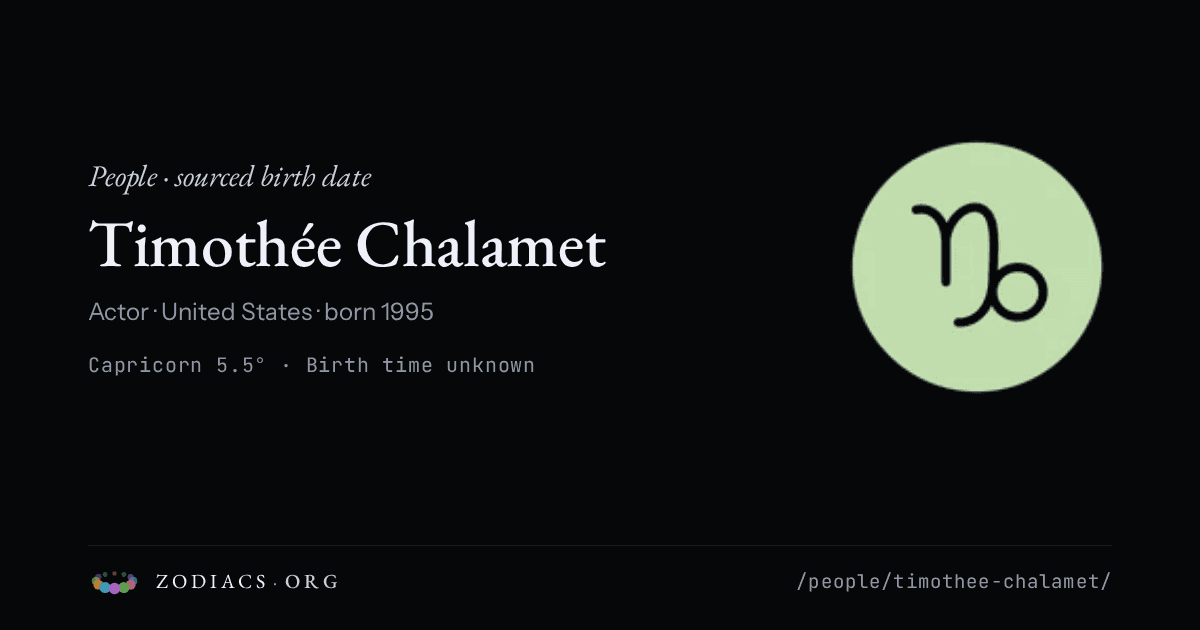 People · sourced birth date
Timothée Chalamet
Actor · United States · born 1995
Capricorn 5.5° · Birth time unknown
ZODIACS · ORG
/people/timothee-chalamet/